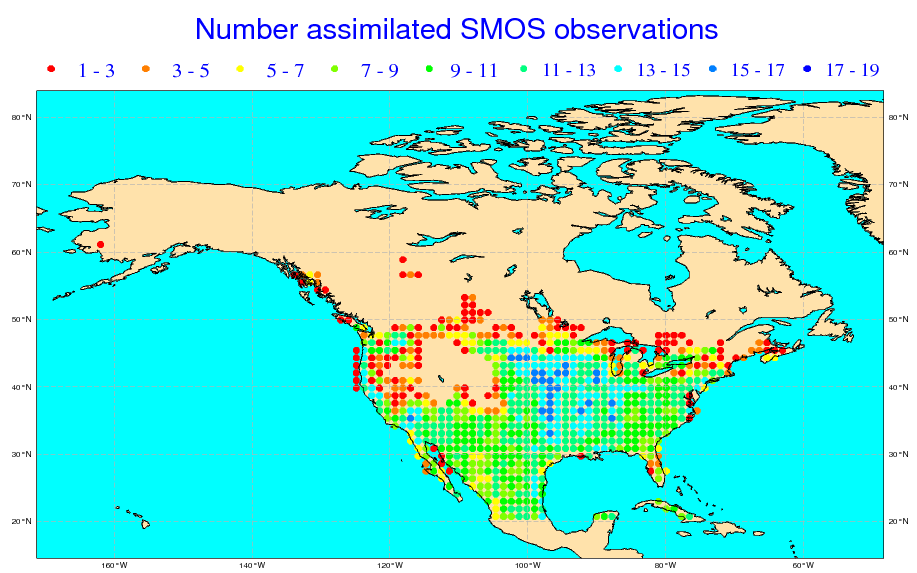 Number assimilated SMOS observations
1 - 3 3 - 5 5 - 7 7 - 9 9 - 11 11 - 13 13 - 15 15 - 17 17 - 19
80°N 80°N
70°N 70°N
60°N 60°N
50°N 50°N
40°N 40°N
30°N 30°N
20°N 20°N
160°W 140°W 120°W 100°W 80°W 60°W